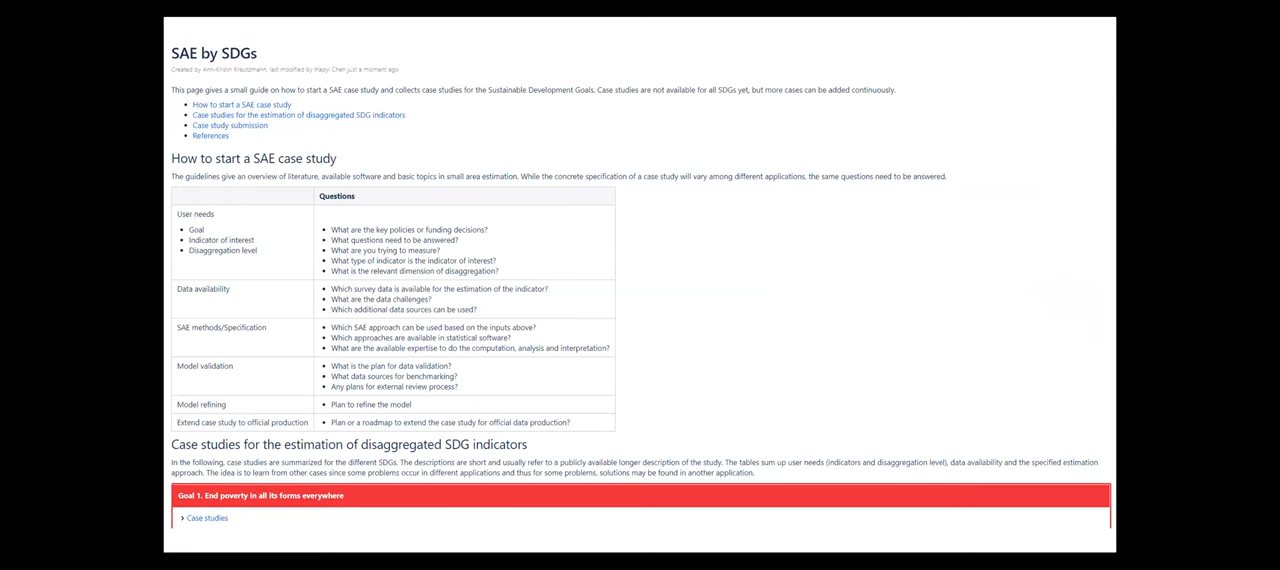 SAE by SDGs
Created by Ann-Kristin Kreutzmann, last modified by Haoyi Chen just a moment ago
This page gives a small guide on how to start a SAE case study and collects case studies for the Sustainable Development Goals. Case studies are not available for all SDGs yet, but more cases can be added continuously.
How to start a SAE case study
Case studies for the estimation of disaggregated SDG indicators
Case study submission
References
How to start a SAE case study
The guidelines give an overview of literature, available software and basic topics in small area estimation. While the concrete specification of a case study will vary among different applications, the same questions need to be answered.
Questions
User needs
Goal
Indicator of interest
Disaggregation level
What are the key policies or funding decisions?
What questions need to be answered?
What are you trying to measure?
What type of indicator is the indicator of interest?
What is the relevant dimension of disaggregation?
Data availability
Which survey data is available for the estimation of the indicator?
What are the data challenges?
Which additional data sources can be used?
SAE methods/Specification
Which SAE approach can be used based on the inputs above?
Which approaches are available in statistical software?
What are the available expertise to do the computation, analysis and interpretation?
Model validation
What is the plan for data validation?
What data sources for benchmarking?
Any plans for external review process?
Model refining
Plan to refine the model
Extend case study to official production
Plan or a roadmap to extend the case study for official data production?
Case studies for the estimation of disaggregated SDG indicators
In the following, case studies are summarized for the different SDGs. The descriptions are short and usually refer to a publicly available longer description of the study. The tables sum up user needs (indicators and disaggregation level), data availability and the specified estimation
approach. The idea is to learn from other cases since some problems occur in different applications and thus for some problems, solutions may be found in another application.
Goal 1. End poverty in all its forms everywhere
Case studies